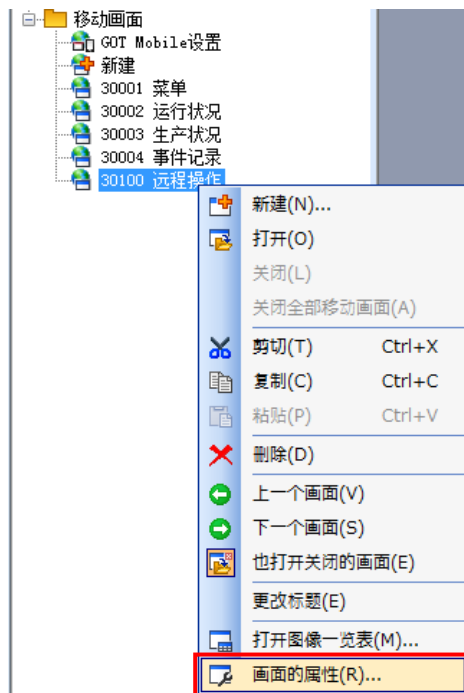 移动画面
GOT Mobile设置
新建
30001 菜单
30002 运行状况
30003 生产状况
30004 事件记录
30100 远程操作
新建(N)...
打开(O)
关闭(L)
关闭全部移动画面(A)
剪切(T) Ctrl+X
复制(C) Ctrl+C
粘贴(P) Ctrl+V
删除(D)
上一个画面(V)
下一个画面(S)
也打开关闭的画面(E)
更改标题(E)
打开图像一览表(M)...
画面的属性(R)...